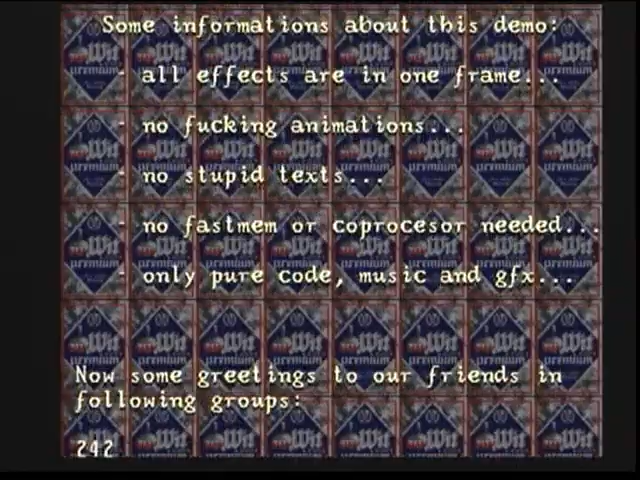 Some informations about this demo:
- all effects are in one frame...
- no fucking animations...
- no stupid texts...
- no fastmem or coprocesor needed...
- only pure code, music and gfx...
Now some greetings to our friends in
following groups:
242